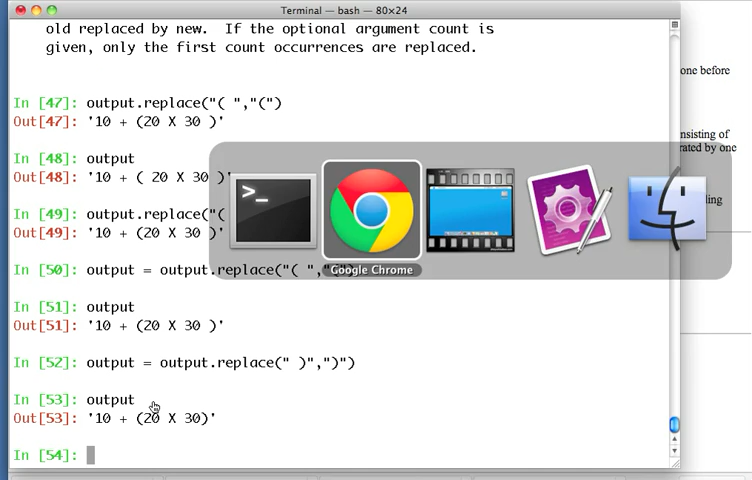 Terminal — bash — 80×24
old replaced by new.  If the optional argument count is
given, only the first count occurrences are replaced.
one before
In [47]: output.replace("( ","(")
Out[47]: '10 + (20 X 30 )'
nsisting of
rated by one
In [48]: output
Out[48]: '10 + ( 20 X 30 )'
In [49]: output.replace("(
Out[49]: '10 + (20 X 30 )'
Google Chrome
In [50]: output = output.replace("( ","(")
In [51]: output
Out[51]: '10 + (20 X 30 )'
In [52]: output = output.replace(" )",")")
In [53]: output
Out[53]: '10 + (20 X 30)'
In [54]: